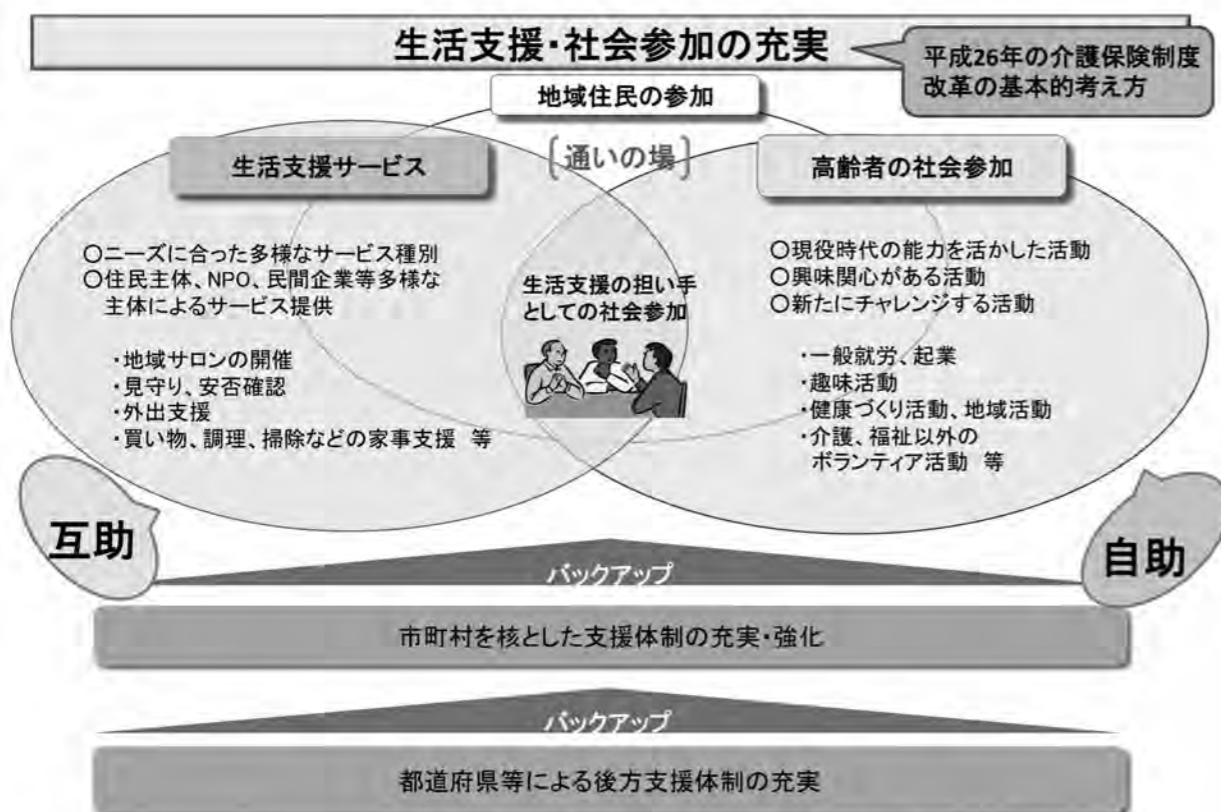 生活支援・社会参加の充実
平成26年の介護保険制度
改革の基本的考え方
地域住民の参加
［通いの場］
生活支援サービス
高齢者の社会参加
〇ニーズに合った多様なサービス種別
〇住民主体、NPO、民間企業等多様な
主体によるサービス提供
・地域サロンの開催
・見守り、安否確認
・外出支援
・買い物、調理、掃除などの家事支援　等
生活支援の担い手
としての社会参加
〇現役時代の能力を活かした活動
〇興味関心がある活動
〇新たにチャレンジする活動
・一般就労、起業
・趣味活動
・健康づくり活動、地域活動
・介護、福祉以外の
ボランティア活動　等
互助
自助
バックアップ
市町村を核とした支援体制の充実・強化
バックアップ
都道府県等による後方支援体制の充実